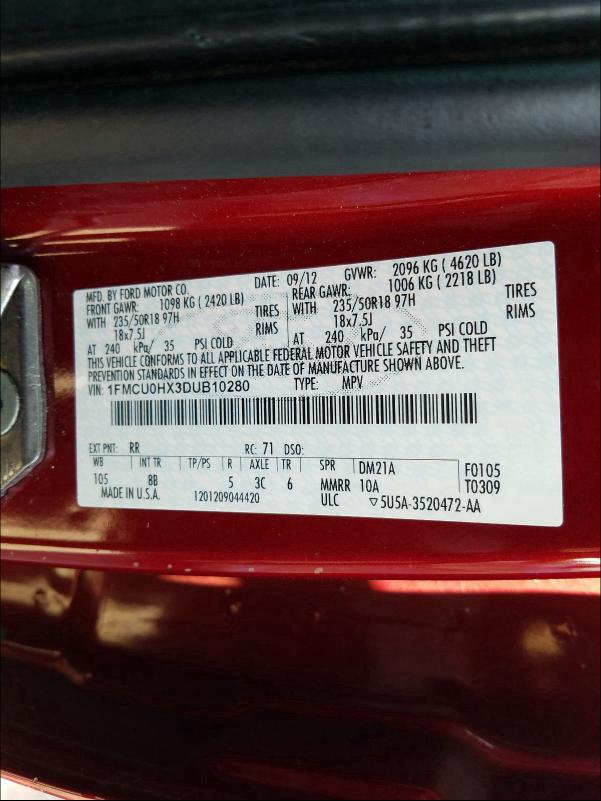 MFD. BY FORD MOTOR CO. DATE: 09/12 GVWR: 2096 KG ( 4620 LB)
FRONT GAWR: 1098 KG ( 2420 LB) REAR GAWR: 1006 KG ( 2218 LB)
WITH 235/50R18 97H TIRES WITH 235/50R18 97H TIRES
18x7.5J RIMS 18x7.5J RIMS
AT 240 kPa/ 35 PSI COLD AT 240 kPa/ 35 PSI COLD
THIS VEHICLE CONFORMS TO ALL APPLICABLE FEDERAL MOTOR VEHICLE SAFETY AND THEFT
PREVENTION STANDARDS IN EFFECT ON THE DATE OF MANUFACTURE SHOWN ABOVE.
VIN: 1FMCU0HX3DUB10280 TYPE: MPV
EXT PNT: RR RC: 71 DSO:
WB INT TR TP/PS R AXLE TR SPR DM21A F0105
105 8B 5 3C 6 MMRR 10A T0309
MADE IN U.S.A. 1201209044420 ULC ▽5U5A-3520472-AA